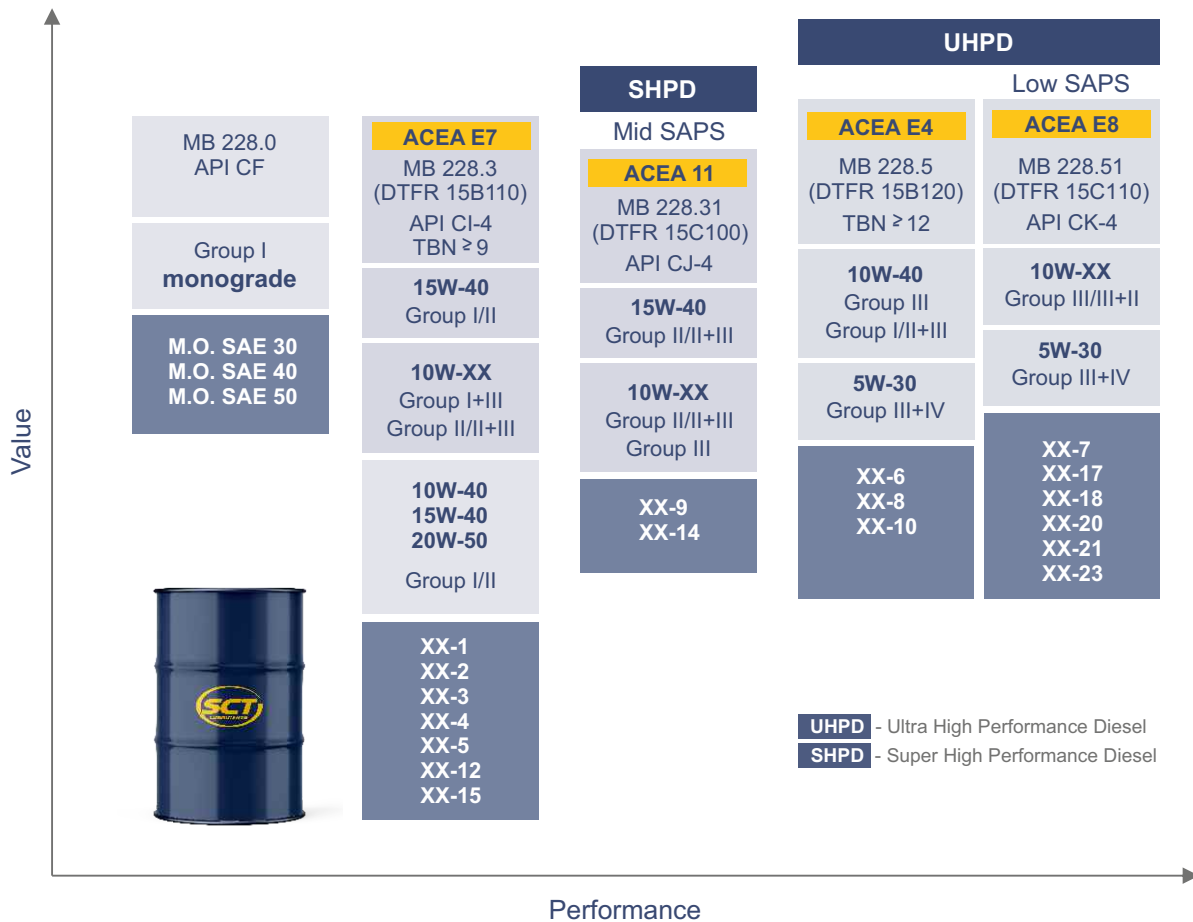 Value
MB 228.0
API CF
Group I
monograde
M.O. SAE 30
M.O. SAE 40
M.O. SAE 50
SCT
ACEA E7
MB 228.3
(DTFR 15B110)
API CI-4
TBN ≥ 9
15W-40
Group I/II
10W-XX
Group I+III
Group II/II+III
10W-40
15W-40
20W-50
Group I/II
XX-1
XX-2
XX-3
XX-4
XX-5
XX-12
XX-15
SHPD
Mid SAPS
ACEA 11
MB 228.31
(DTFR 15C100)
API CJ-4
15W-40
Group II/II+III
10W-XX
Group II/II+III
Group III
XX-9
XX-14
UHPD
ACEA E4
MB 228.5
(DTFR 15B120)
TBN ≥ 12
10W-40
Group III
Group I/II+III
5W-30
Group III+IV
XX-6
XX-8
XX-10
Low SAPS
ACEA E8
MB 228.51
(DTFR 15C110)
API CK-4
10W-XX
Group III/III+II
5W-30
Group III+IV
XX-7
XX-17
XX-18
XX-20
XX-21
XX-23
UHPD - Ultra High Performance Diesel
SHPD - Super High Performance Diesel
Performance